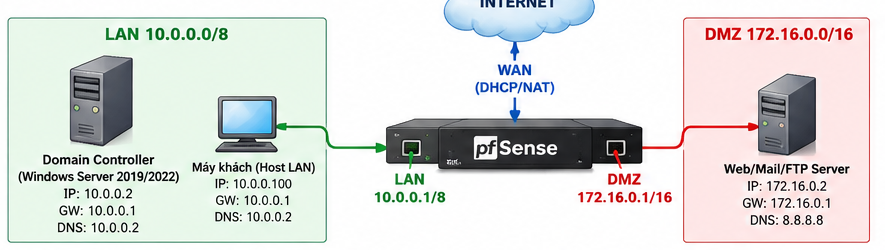 INTERNET
LAN 10.0.0.0/8
DMZ 172.16.0.0/16
WAN
(DHCP/NAT)
Domain Controller
(Windows Server 2019/2022)
IP: 10.0.0.2
GW: 10.0.0.1
DNS: 10.0.0.2
Máy khách (Host LAN)
IP: 10.0.0.100
GW: 10.0.0.1
DNS: 10.0.0.2
pfSense
LAN
10.0.0.1/8
DMZ
172.16.0.1/16
Web/Mail/FTP Server
IP: 172.16.0.2
GW: 172.16.0.1
DNS: 8.8.8.8